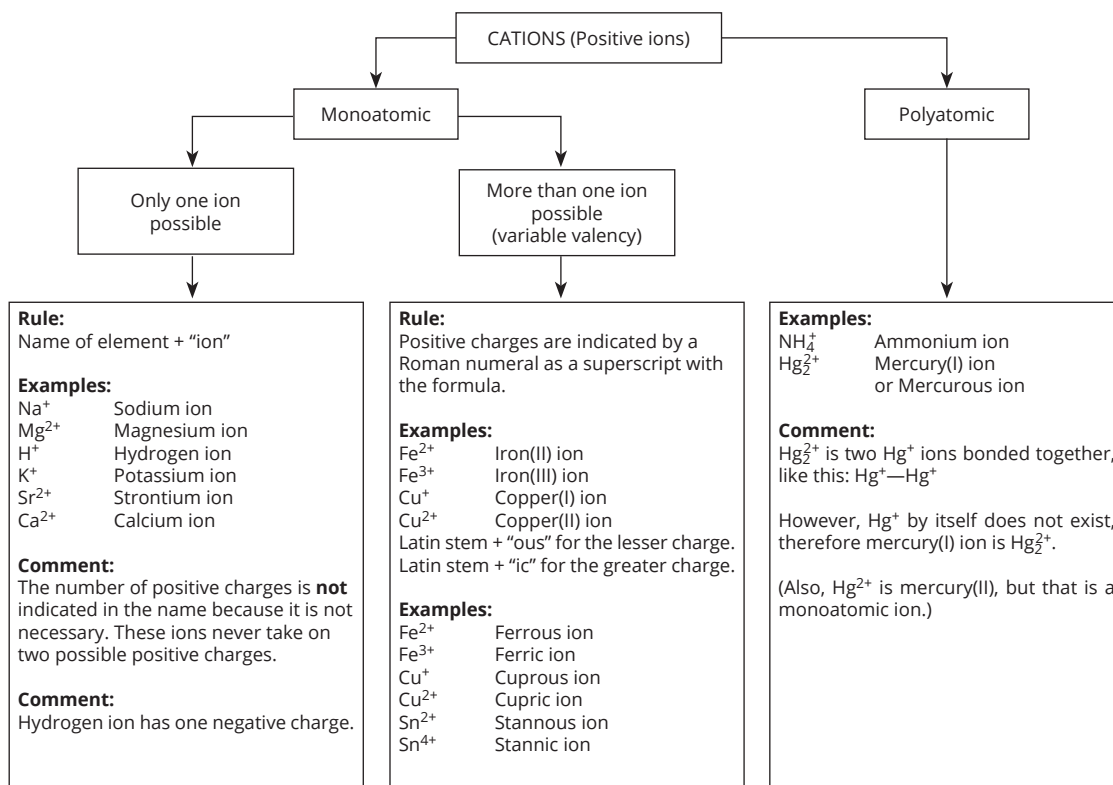 CATIONS (Positive ions)
Monoatomic
Polyatomic
Only one ion
possible
More than one ion
possible
(variable valency)
Rule:
Name of element + “ion”
Examples:
Na⁺ Sodium ion
Mg²⁺ Magnesium ion
H⁺ Hydrogen ion
K⁺ Potassium ion
Sr²⁺ Strontium ion
Ca²⁺ Calcium ion
Comment:
The number of positive charges is not
indicated in the name because it is not
necessary. These ions never take on
two possible positive charges.
Comment:
Hydrogen ion has one negative charge.
Rule:
Positive charges are indicated by a
Roman numeral as a superscript with
the formula.
Examples:
Fe²⁺ Iron(II) ion
Fe³⁺ Iron(III) ion
Cu⁺ Copper(I) ion
Cu²⁺ Copper(II) ion
Latin stem + “ous” for the lesser charge.
Latin stem + “ic” for the greater charge.
Examples:
Fe²⁺ Ferrous ion
Fe³⁺ Ferric ion
Cu⁺ Cuprous ion
Cu²⁺ Cupric ion
Sn²⁺ Stannous ion
Sn⁴⁺ Stannic ion
Examples:
NH₄⁺ Ammonium ion
Hg₂²⁺ Mercury(I) ion
or Mercurous ion
Comment:
Hg₂²⁺ is two Hg⁺ ions bonded together,
like this: Hg⁺—Hg⁺
However, Hg⁺ by itself does not exist,
therefore mercury(I) ion is Hg₂²⁺.
(Also, Hg²⁺ is mercury(II), but that is a
monoatomic ion.)